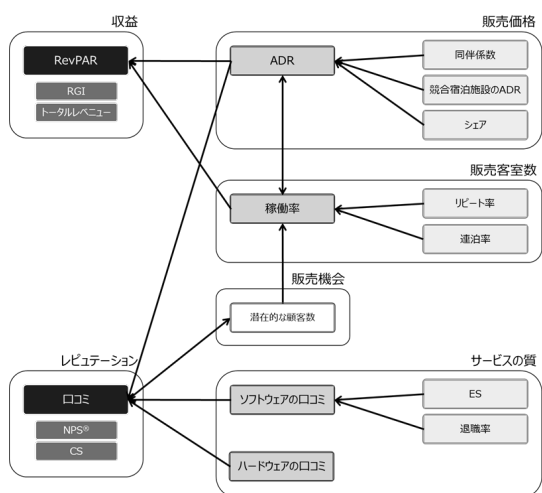 収益
販売価格
RevPAR
RGI
トータルレベニュー
ADR
同伴係数
競合宿泊施設のADR
シェア
販売客室数
稼働率
リピート率
連泊率
販売機会
潜在的な顧客数
レピュテーション
サービスの質
口コミ
NPS®
CS
ソフトウェアの口コミ
ES
退職率
ハードウェアの口コミ